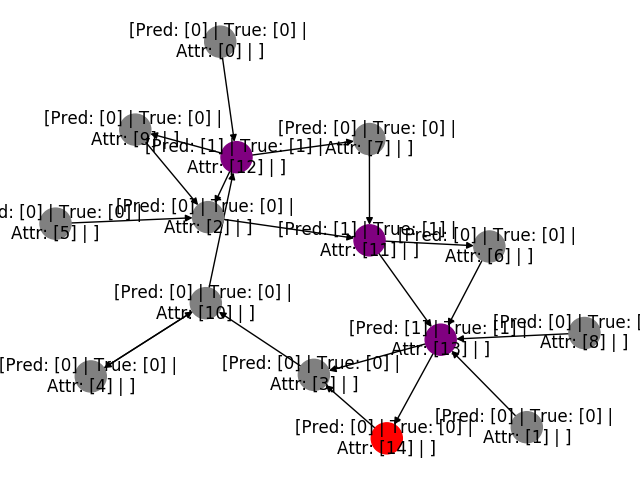 [Pred: [0] | True: [0] |
Attr: [0] | ]
[Pred: [0] | True: [0] |
Attr: [9] | ]
[Pred: [1] | True: [1] |
Attr: [12] | ]
[Pred: [0] | True: [0] |
Attr: [7] | ]
d: [0] | True: [0] |
Attr: [5] | ]
[Pred: [0] | True: [0] |
Attr: [2] | ]
[Pred: [1] | True: [1] |
Attr: [11] | ]
[Pred: [0] | True: [0] |
Attr: [6] | ]
[Pred: [0] | True: [0] |
Attr: [10] | ]
[Pred: [1] | True: [1] |
Attr: [13] | ]
[Pred: [0] | True: [0] |
Attr: [8] | ]
[Pred: [0] | True: [0] |
Attr: [4] | ]
[Pred: [0] | True: [0] |
Attr: [3] | ]
[Pred: [0] | True: [0] |
Attr: [14] | ]
[Pred: [0] | True: [0] |
Attr: [1] | ]